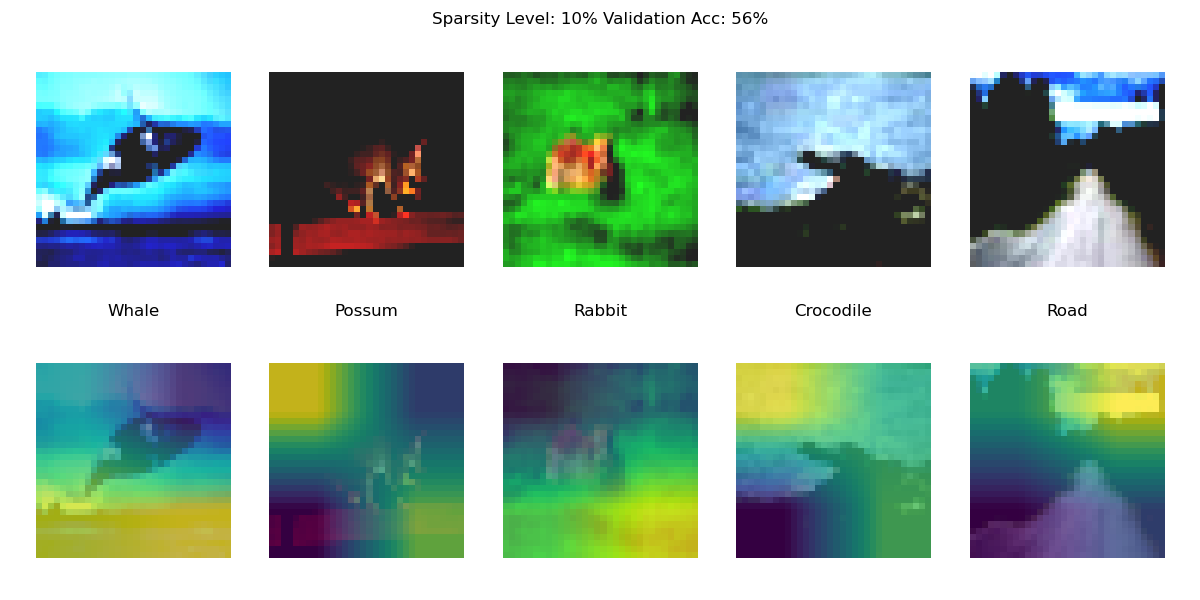 Sparsity Level: 10% Validation Acc: 56%
Whale
Possum
Rabbit
Crocodile
Road